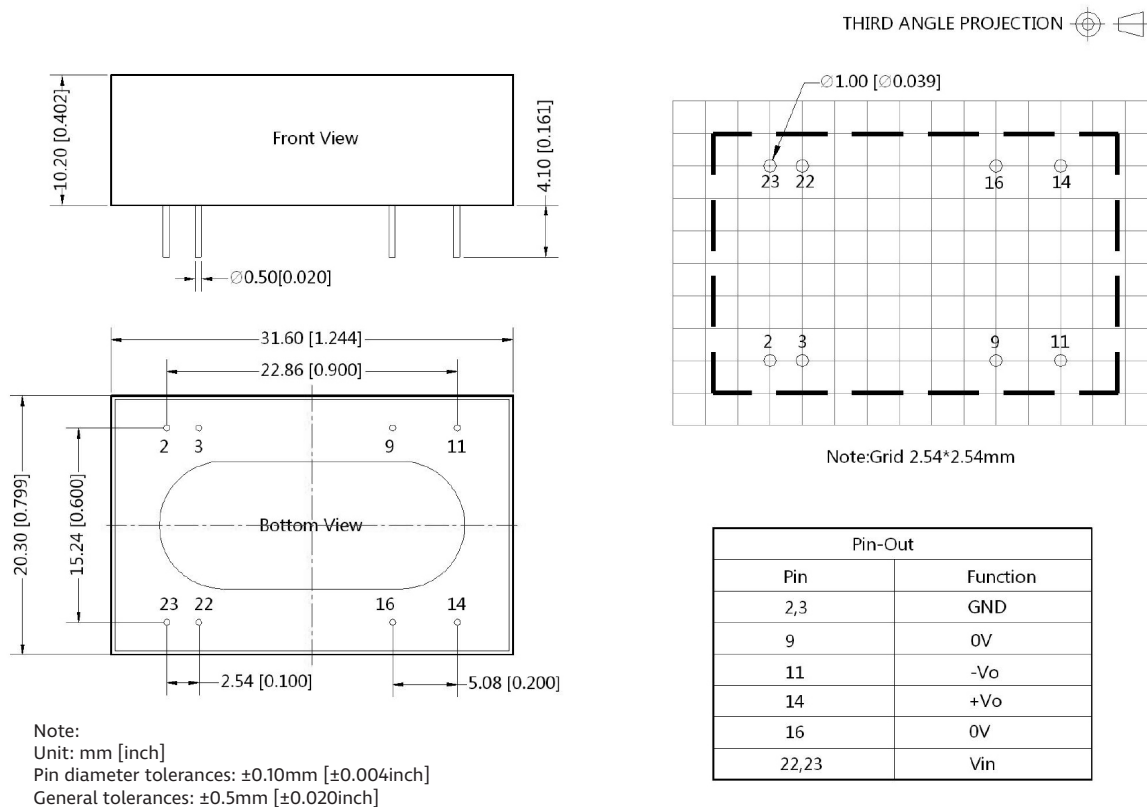 THIRD ANGLE PROJECTION
10.20 [0.402]
Front View
4.10 [0.161]
∅0.50[0.020]
∅1.00 [∅0.039]
23 22 16 14
2 3 9 11
Note:Grid 2.54*2.54mm
31.60 [1.244]
22.86 [0.900]
20.30 [0.799]
15.24 [0.600]
2 3 9 11
Bottom View
23 22 16 14
2.54 [0.100]
5.08 [0.200]
Pin-Out
Pin Function
2,3 GND
9 0V
11 -Vo
14 +Vo
16 0V
22,23 Vin
Note:
Unit: mm [inch]
Pin diameter tolerances: ±0.10mm [±0.004inch]
General tolerances: ±0.5mm [±0.020inch]